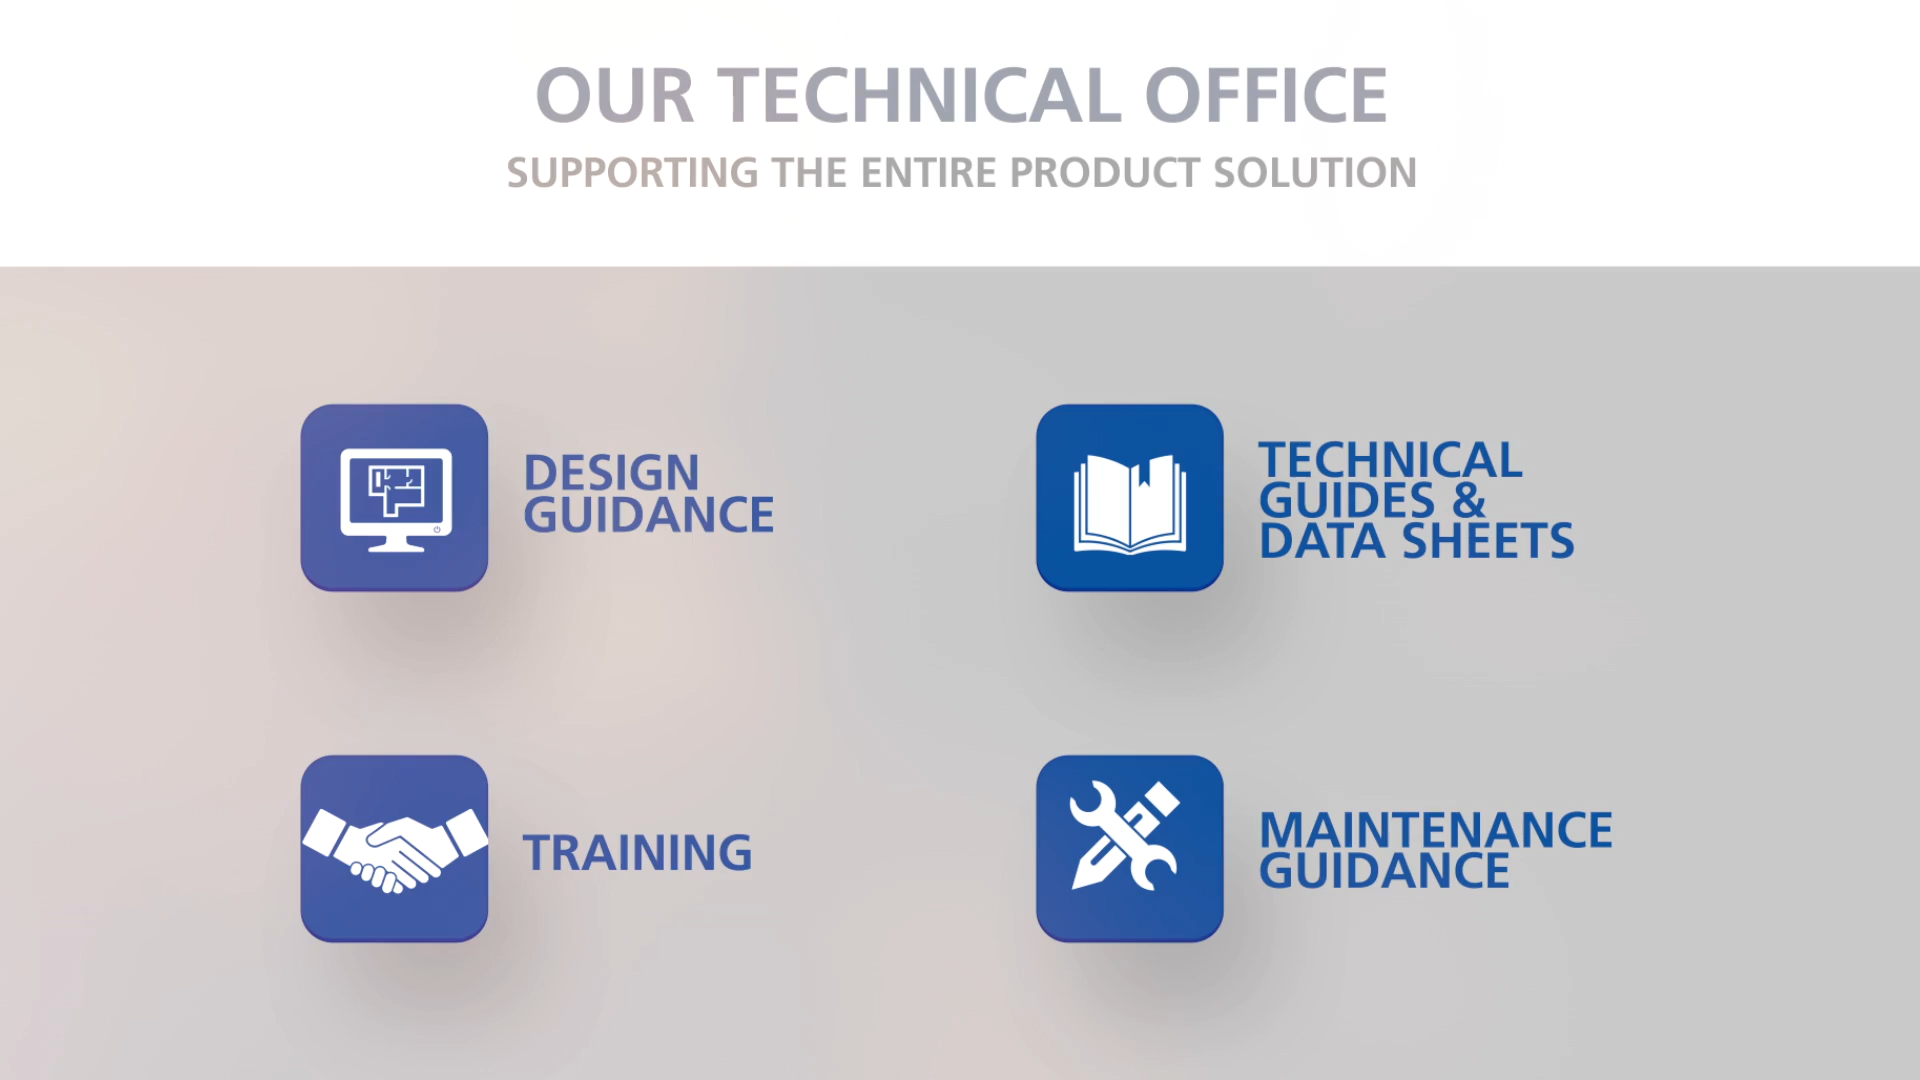 OUR TECHNICAL OFFICE
SUPPORTING THE ENTIRE PRODUCT SOLUTION
DESIGN
GUIDANCE
TECHNICAL
GUIDES &
DATA SHEETS
TRAINING
MAINTENANCE
GUIDANCE